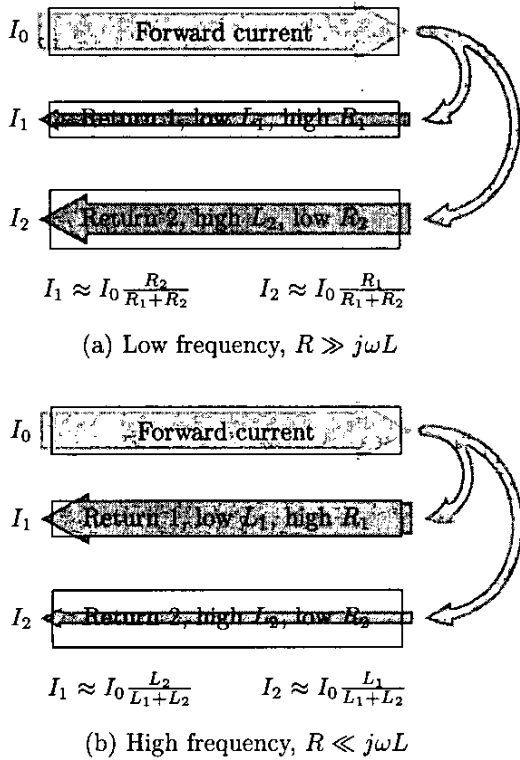 I₀ Forward current
I₁ Return 1, low L₁, high R₁
I₂ Return 2, high L₂, low R₂
I₁ ≈ I₀ R₂/(R₁+R₂) I₂ ≈ I₀ R₁/(R₁+R₂)
(a) Low frequency, R ≫ jωL
I₀ Forward current
I₁ Return 1, low L₁, high R₁
I₂ Return 2, high L₂, low R₂
I₁ ≈ I₀ L₂/(L₁+L₂) I₂ ≈ I₀ L₁/(L₁+L₂)
(b) High frequency, R ≪ jωL